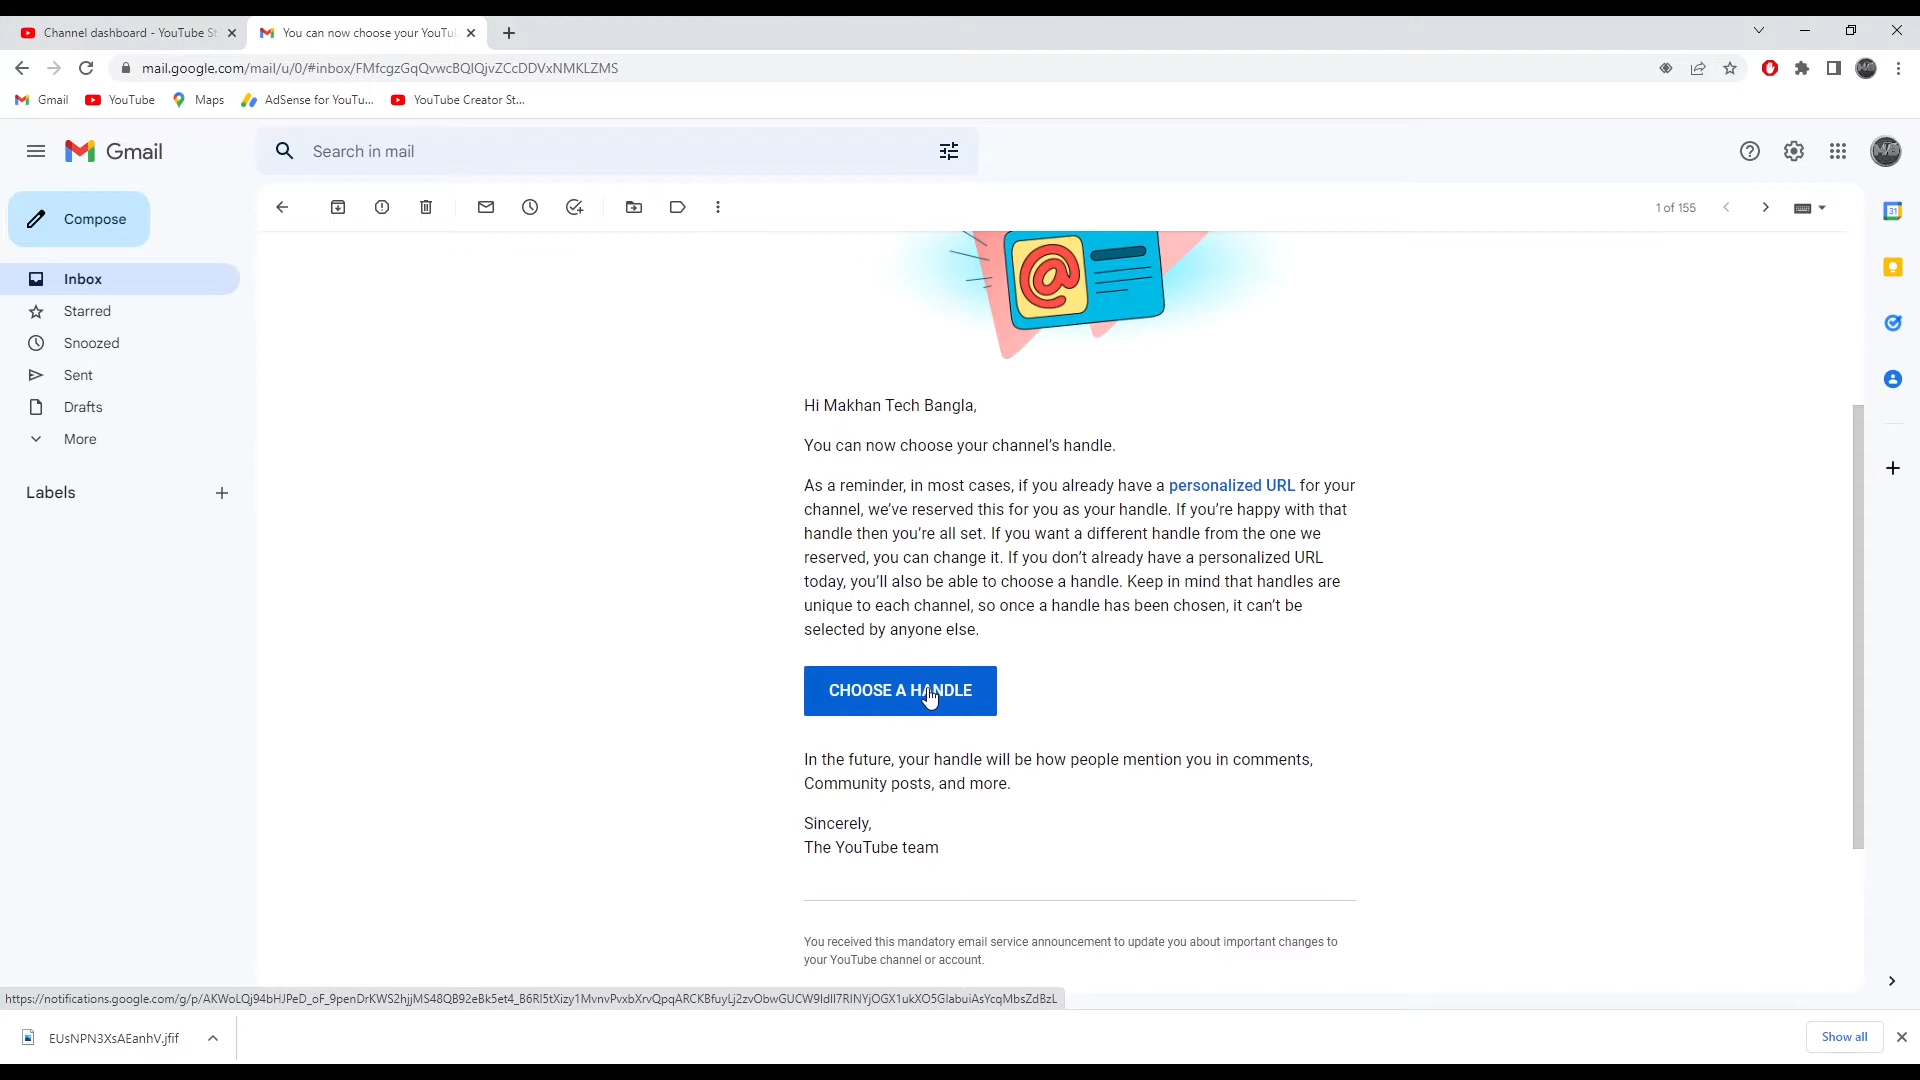 Channel dashboard - YouTube St
You can now choose your YouTu
mail.google.com/mail/u/0/#inbox/FMfcgzGqQvwcBQlQjvZCcDDVxNMKLZMS
Gmail
YouTube
Maps
AdSense for YouTu...
YouTube Creator St...
Gmail
Search in mail
Compose
1 of 155
Inbox
Starred
Snoozed
Sent
Drafts
More
Labels
Hi Makhan Tech Bangla,
You can now choose your channel's handle.
As a reminder, in most cases, if you already have a personalized URL for your
channel, we've reserved this for you as your handle. If you're happy with that
handle then you're all set. If you want a different handle from the one we
reserved, you can change it. If you don't already have a personalized URL
today, you'll also be able to choose a handle. Keep in mind that handles are
unique to each channel, so once a handle has been chosen, it can't be
selected by anyone else.
CHOOSE A HANDLE
In the future, your handle will be how people mention you in comments,
Community posts, and more.
Sincerely,
The YouTube team
You received this mandatory email service announcement to update you about important changes to
your YouTube channel or account.
EUsNPN3XsAEanhV.jfif
Show all